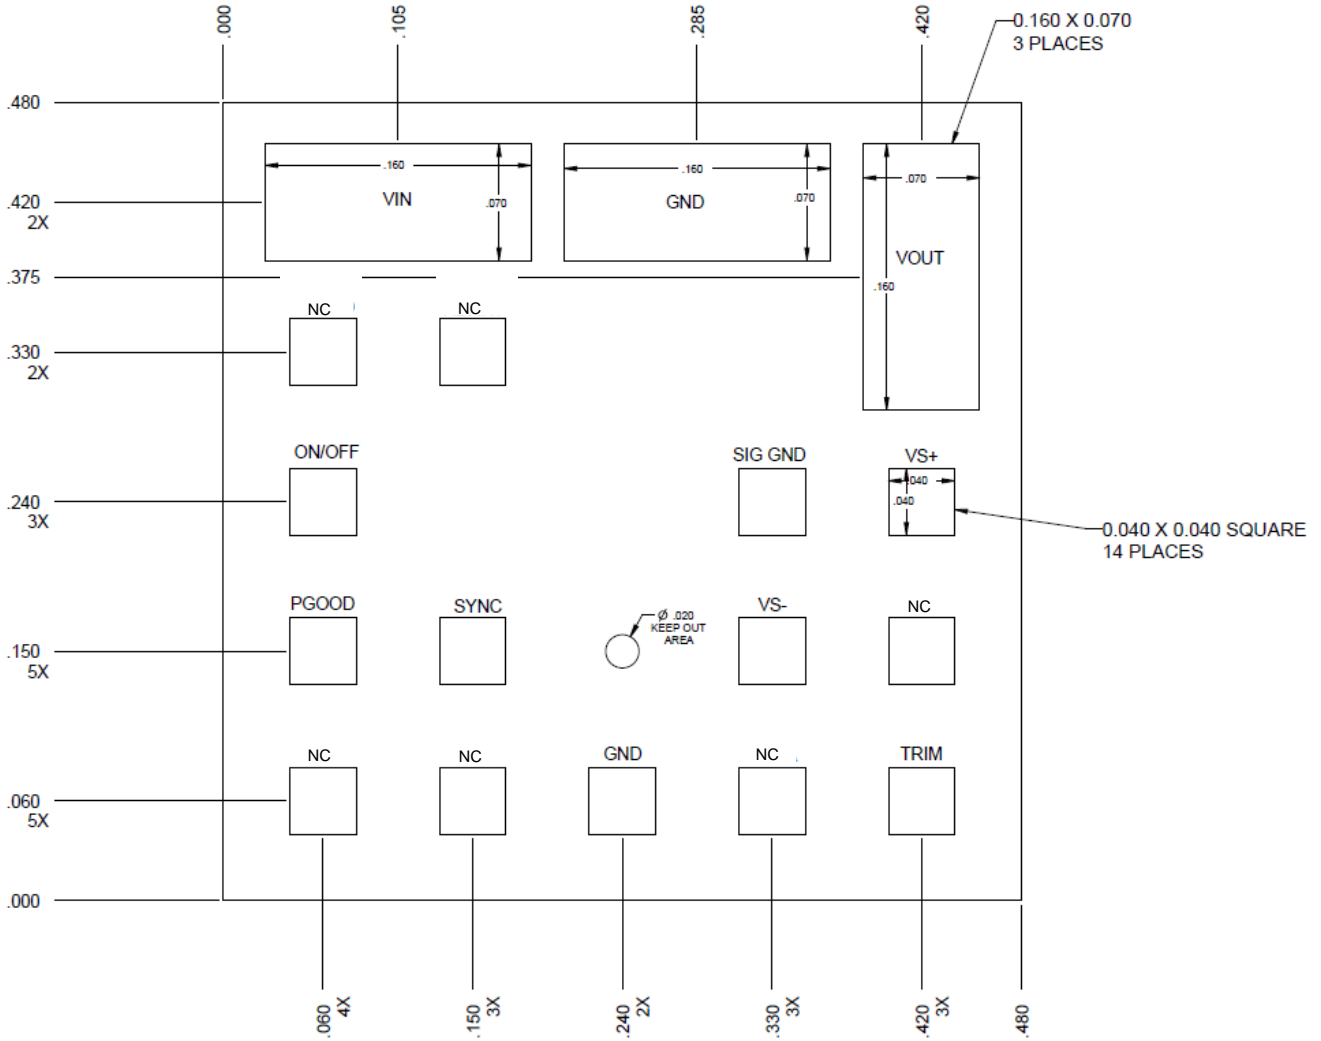 .000
.105
.285
.420
0.160 X 0.070
3 PLACES
.480
.160
.160
.070
VIN
.070
GND
.070
.420
2X
VOUT
.375
.160
NC
NC
.330
2X
ON/OFF
SIG GND
VS+
.040
.040
.240
3X
0.040 X 0.040 SQUARE
14 PLACES
PGOOD
SYNC
Ø .020
KEEP OUT
AREA
VS-
NC
.150
5X
NC
NC
GND
NC
TRIM
.060
5X
.000
.060 4X
.150 3X
.240 2X
.330 3X
.420 3X
.480